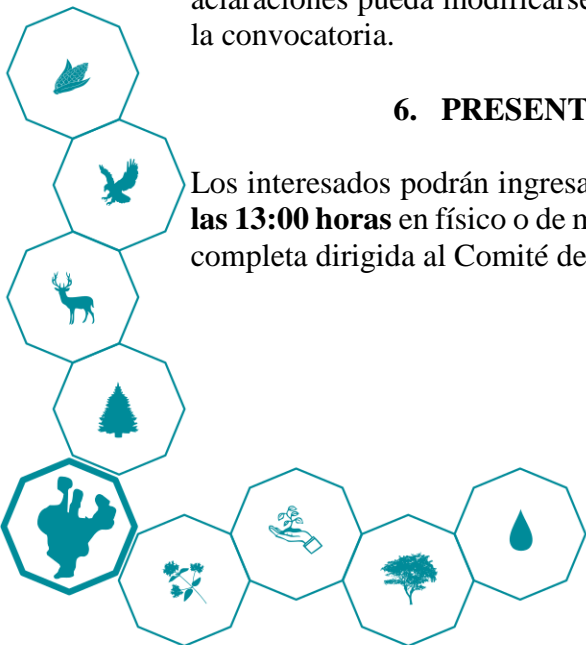 aclaraciones pueda modificarse
la convocatoria.
6. PRESENT
Los interesados podrán ingresa
las 13:00 horas en físico o de m
completa dirigida al Comité de